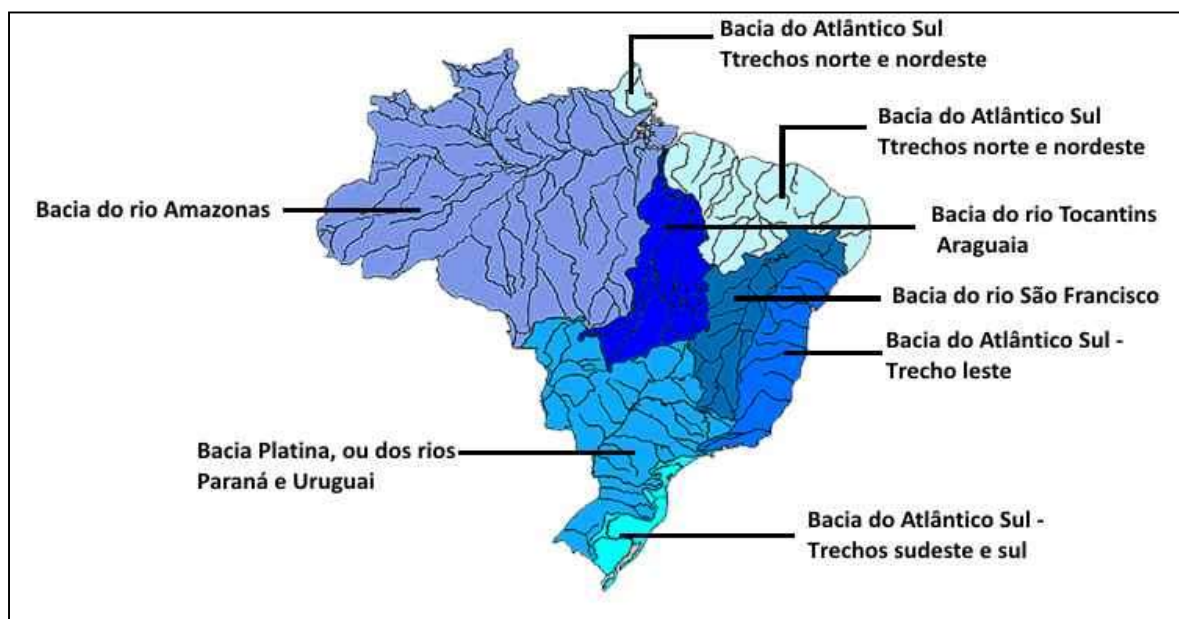 Bacia do Atlântico Sul
Ttrechos norte e nordeste
Bacia do Atlântico Sul
Ttrechos norte e nordeste
Bacia do rio Amazonas
Bacia do rio Tocantins
Araguaia
Bacia do rio São Francisco
Bacia do Atlântico Sul -
Trecho leste
Bacia Platina, ou dos rios
Paraná e Uruguai
Bacia do Atlântico Sul -
Trechos sudeste e sul